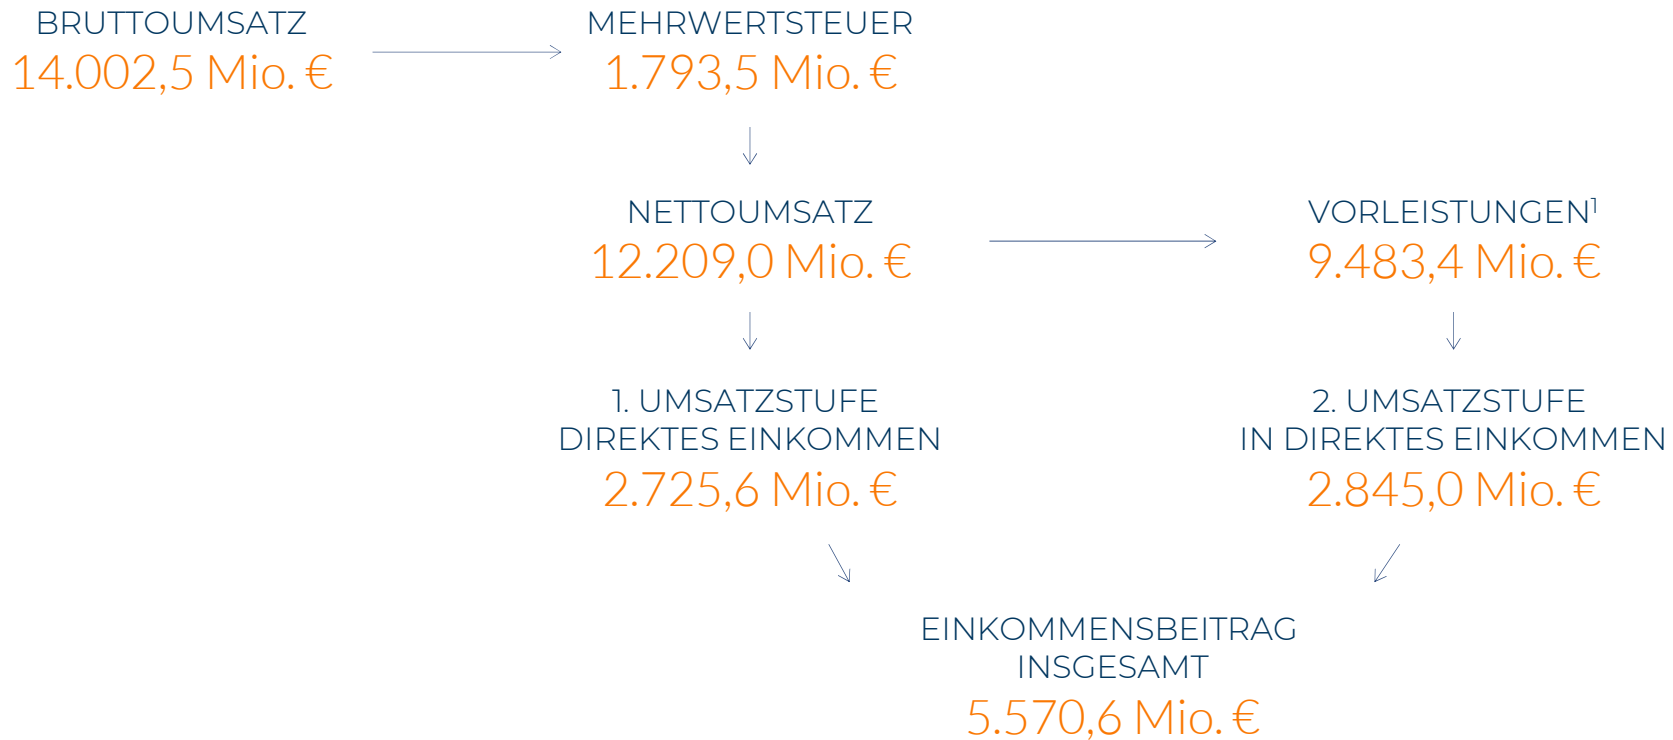 BRUTTOUMSATZ
14.002,5 Mio. €
MEHRWERTSTEUER
1.793,5 Mio. €
NETTOUMSATZ
12.209,0 Mio. €
VORLEISTUNGEN¹
9.483,4 Mio. €
1. UMSATZSTUFE
DIREKTES EINKOMMEN
2.725,6 Mio. €
2. UMSATZSTUFE
IN DIREKTES EINKOMMEN
2.845,0 Mio. €
EINKOMMENSBEITRAG
INSGESAMT
5.570,6 Mio. €